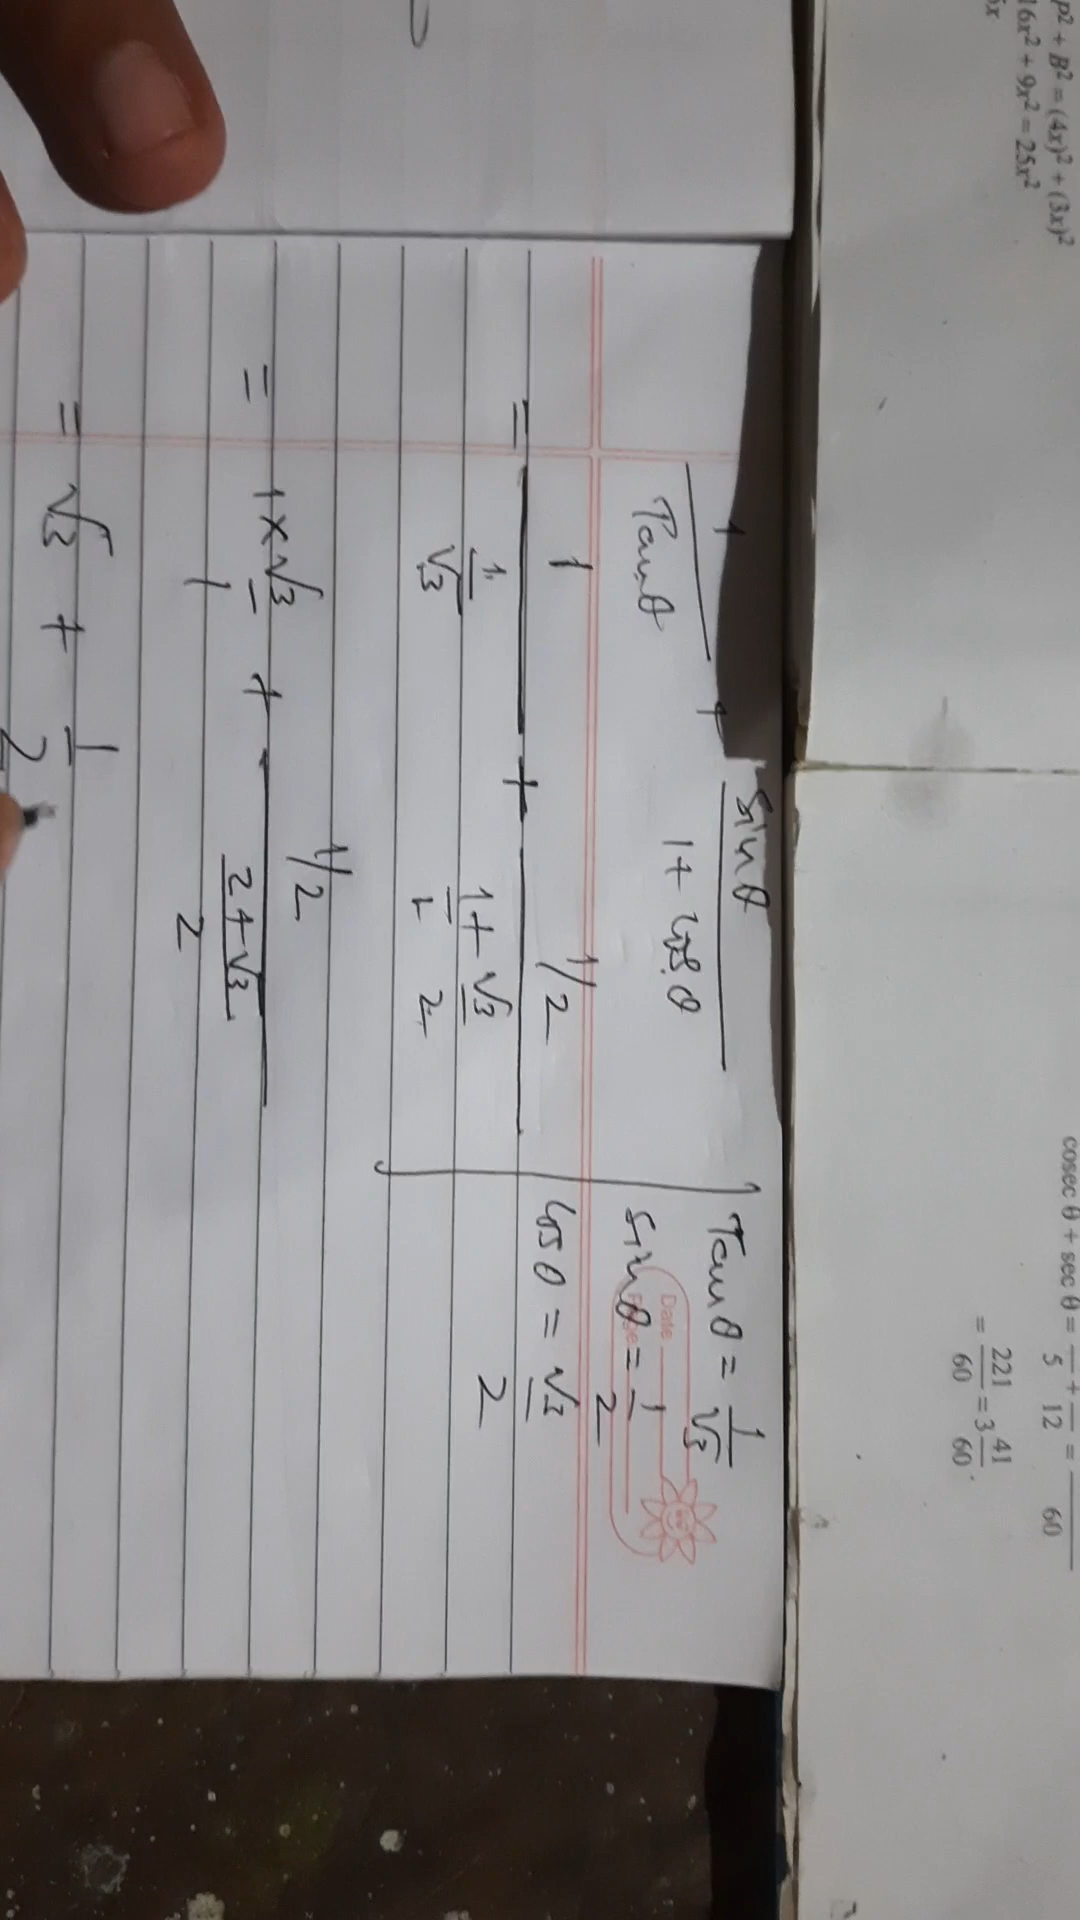 p² + B² = (4x)² + (3x)²
16x² + 9x² = 25x²
cosec θ + sec θ = — + — = —
5 12 60
= 221/60 = 3 41/60.
1/Tanθ + sinθ/(1 + cosθ)
= 1/(1/√3) + (1/2)/(1/1 + √3/2)
= 1×√3/1 + (1/2)/((2+√3)/2)
= √3 + 1/2
Tanθ = 1/√3
sinθ = 1/2
cosθ = √3/2
Date
Page